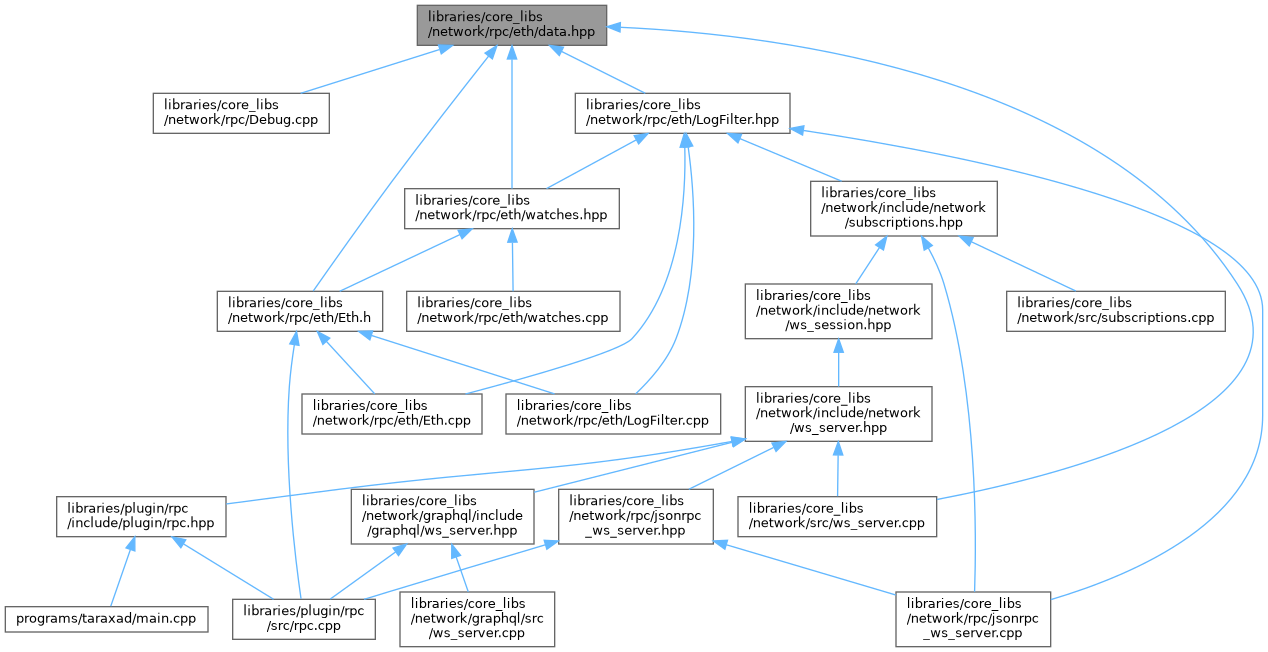 libraries/core_libs
/network/rpc/eth/data.hpp
libraries/core_libs
/network/rpc/Debug.cpp
libraries/core_libs
/network/rpc/eth/LogFilter.hpp
libraries/core_libs
/network/rpc/eth/watches.hpp
libraries/core_libs
/network/include/network
/subscriptions.hpp
libraries/core_libs
/network/rpc/eth/Eth.h
libraries/core_libs
/network/rpc/eth/watches.cpp
libraries/core_libs
/network/include/network
/ws_session.hpp
libraries/core_libs
/network/src/subscriptions.cpp
libraries/core_libs
/network/rpc/eth/Eth.cpp
libraries/core_libs
/network/rpc/eth/LogFilter.cpp
libraries/core_libs
/network/include/network
/ws_server.hpp
libraries/plugin/rpc
/include/plugin/rpc.hpp
libraries/core_libs
/network/graphql/include
/graphql/ws_server.hpp
libraries/core_libs
/network/rpc/jsonrpc
_ws_server.hpp
libraries/core_libs
/network/src/ws_server.cpp
programs/taraxad/main.cpp
libraries/plugin/rpc
/src/rpc.cpp
libraries/core_libs
/network/graphql/src
/ws_server.cpp
libraries/core_libs
/network/rpc/jsonrpc
_ws_server.cpp